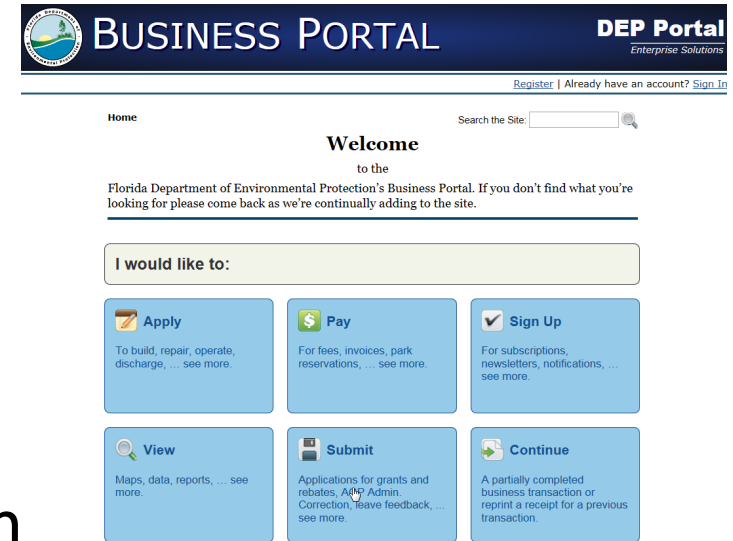 BUSINESS PORTAL
DEP Portal
Enterprise Solutions
Register | Already have an account? Sign In
Home
Search the Site:
Welcome
to the
Florida Department of Environmental Protection's Business Portal. If you don't find what you're
looking for please come back as we're continually adding to the site.
I would like to:
Apply
To build, repair, operate,
discharge, … see more.
Pay
For fees, invoices, park
reservations, … see more.
Sign Up
For subscriptions,
newsletters, notifications, …
see more.
View
Maps, data, reports, … see
more.
Submit
Applications for grants and
rebates, Admin.
Correction, leave feedback, …
see more.
Continue
A partially completed
business transaction or
reprint a receipt for a previous
transaction.
n